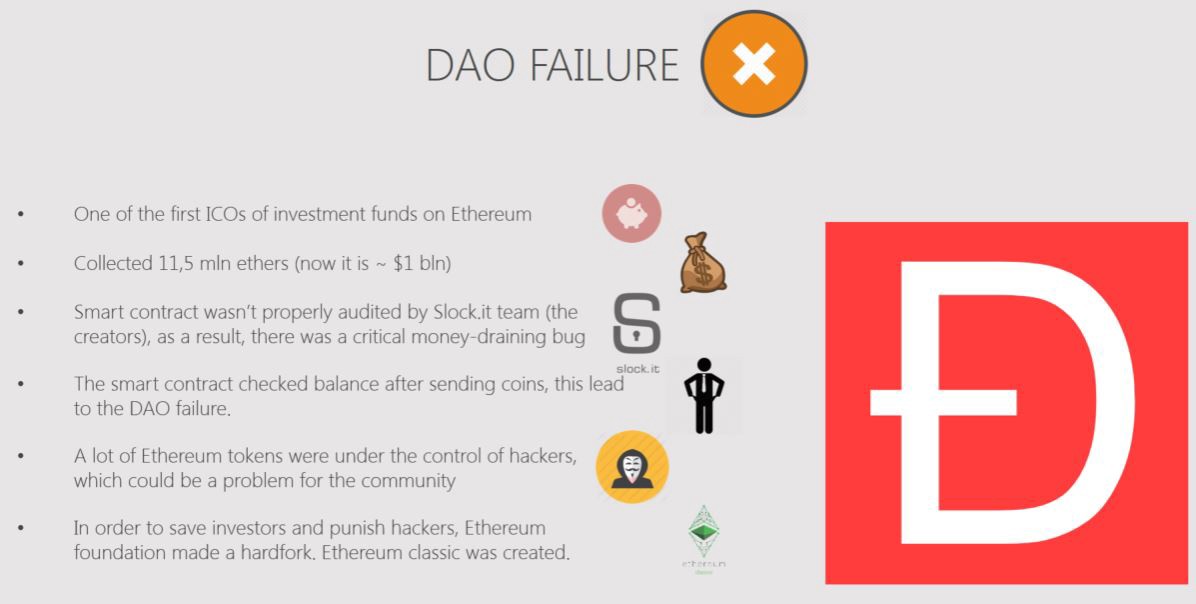 DAO FAILURE
• One of the first ICOs of investment funds on Ethereum
• Collected 11,5 mln ethers (now it is ~ $1 bln)
• Smart contract wasn't properly audited by Slock.it team (the
creators), as a result, there was a critical money-draining bug
slock.it
• The smart contract checked balance after sending coins, this lead
to the DAO failure.
• A lot of Ethereum tokens were under the control of hackers,
which could be a problem for the community
• In order to save investors and punish hackers, Ethereum
foundation made a hardfork. Ethereum classic was created.
ethereum
classic
Đ